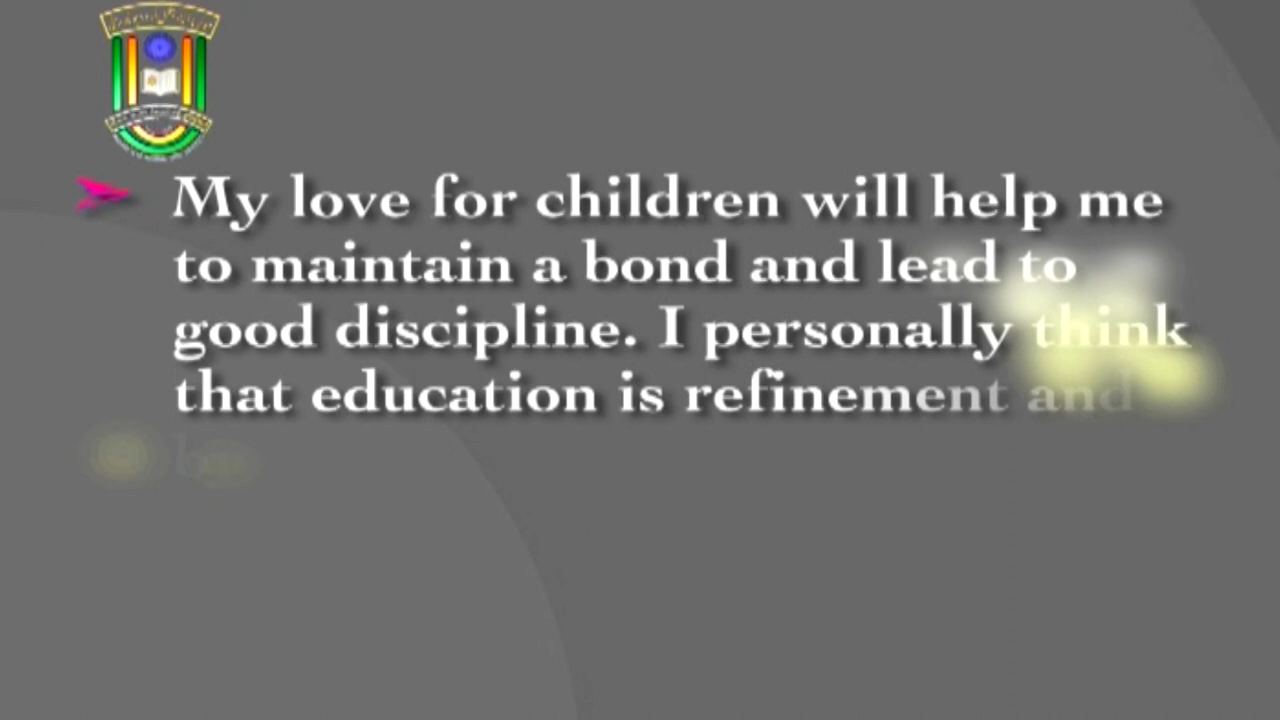 My love for children will help me
to maintain a bond and lead to
good discipline. I personally think
that education is refinement and